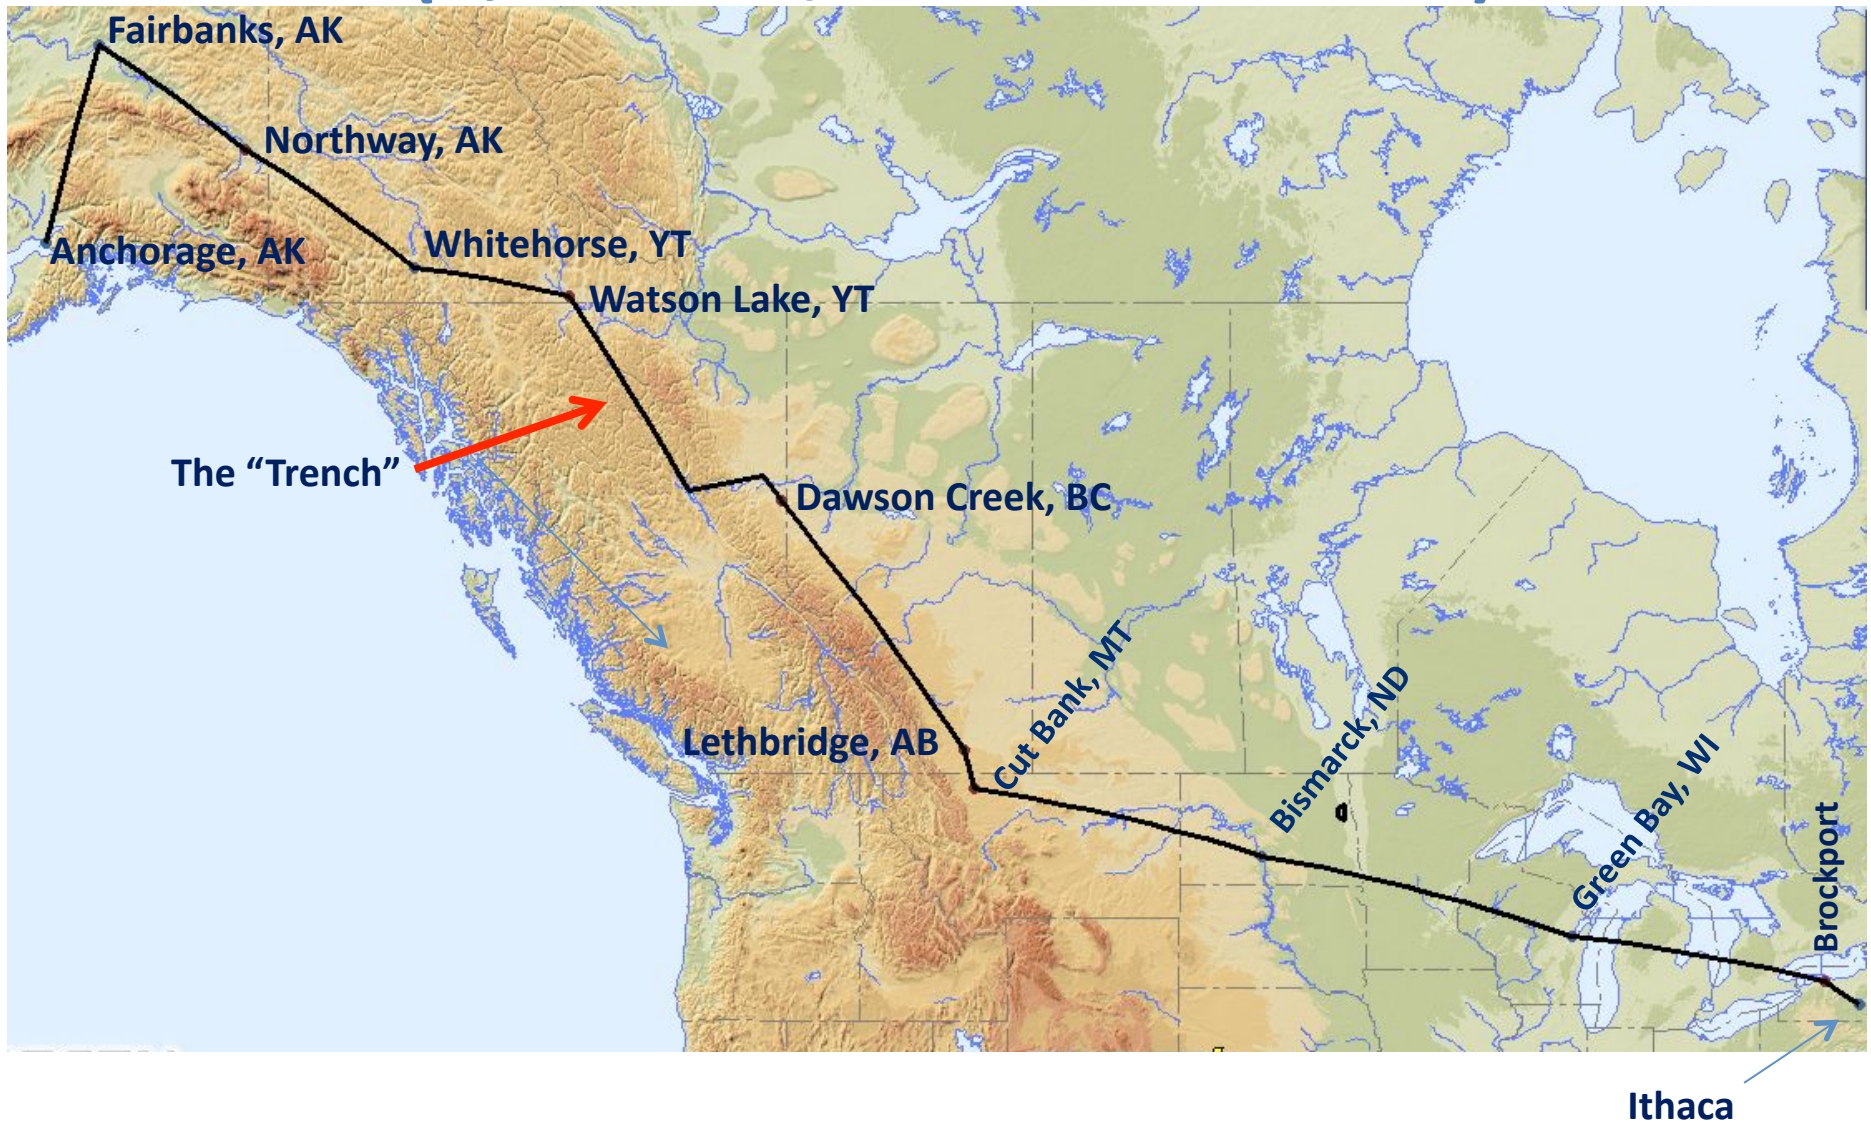 Fairbanks, AK
Northway, AK
Anchorage, AK
Whitehorse, YT
Watson Lake, YT
The “Trench”
Dawson Creek, BC
Lethbridge, AB
Cut Bank, MT
Bismarck, ND
Green Bay, WI
Brockport
Ithaca